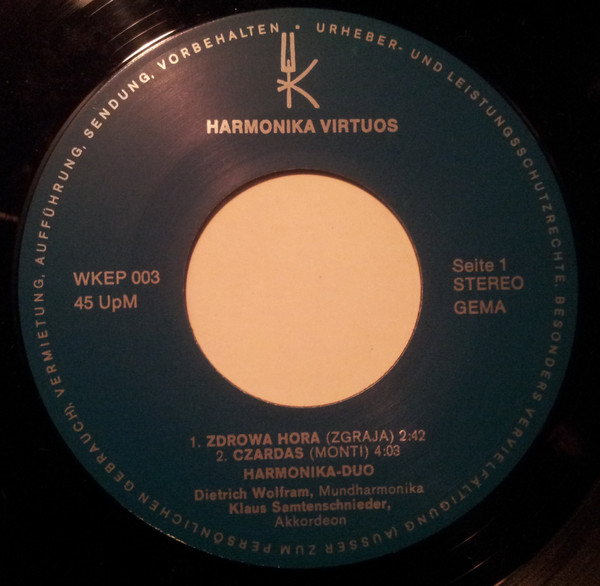 URHEBER- UND LEISTUNGSSCHUTZRECHTE, BESONDERS VERVIELFÄLTIGUNG (AUSSER ZUM PERSÖNLICHEN GEBRAUCH), VERMIETUNG, AUFFÜHRUNG, SENDUNG, VORBEHALTEN •
HARMONIKA VIRTUOS
WKEP 003
45 UpM
Seite 1
STEREO
GEMA
1. ZDROWA HORA (ZGRAJA) 2:42
2. CZARDAS (MONTI) 4:03
HARMONIKA-DUO
Dietrich Wolfram, Mundharmonika
Klaus Samtenschnieder,
Akkordeon